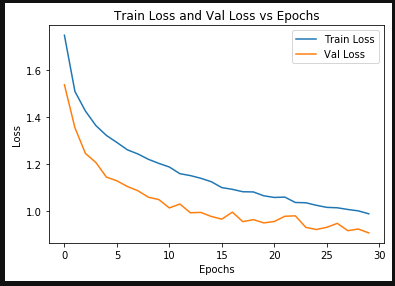 Train Loss and Val Loss vs Epochs
Train Loss
Val Loss
Loss
1.6
1.4
1.2
1.0
0 5 10 15 20 25 30
Epochs